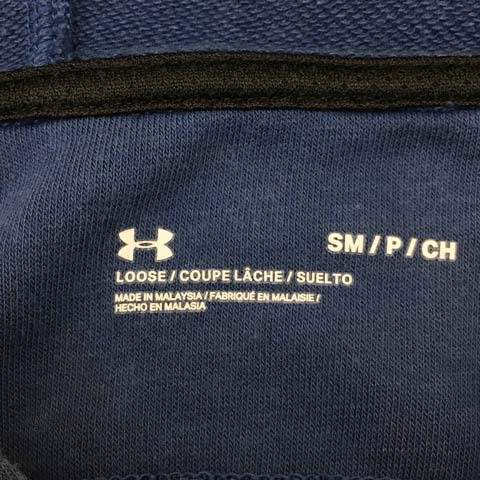 SM / P / CH
LOOSE / COUPE LÂCHE / SUELTO
MADE IN MALAYSIA / FABRIQUÉ EN MALAISIE /
HECHO EN MALASIA